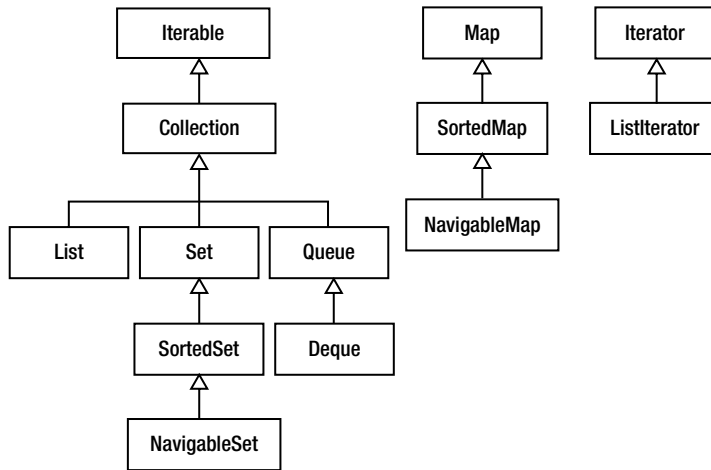 Iterable
Map
Iterator
Collection
SortedMap
ListIterator
List
Set
Queue
NavigableMap
SortedSet
Deque
NavigableSet